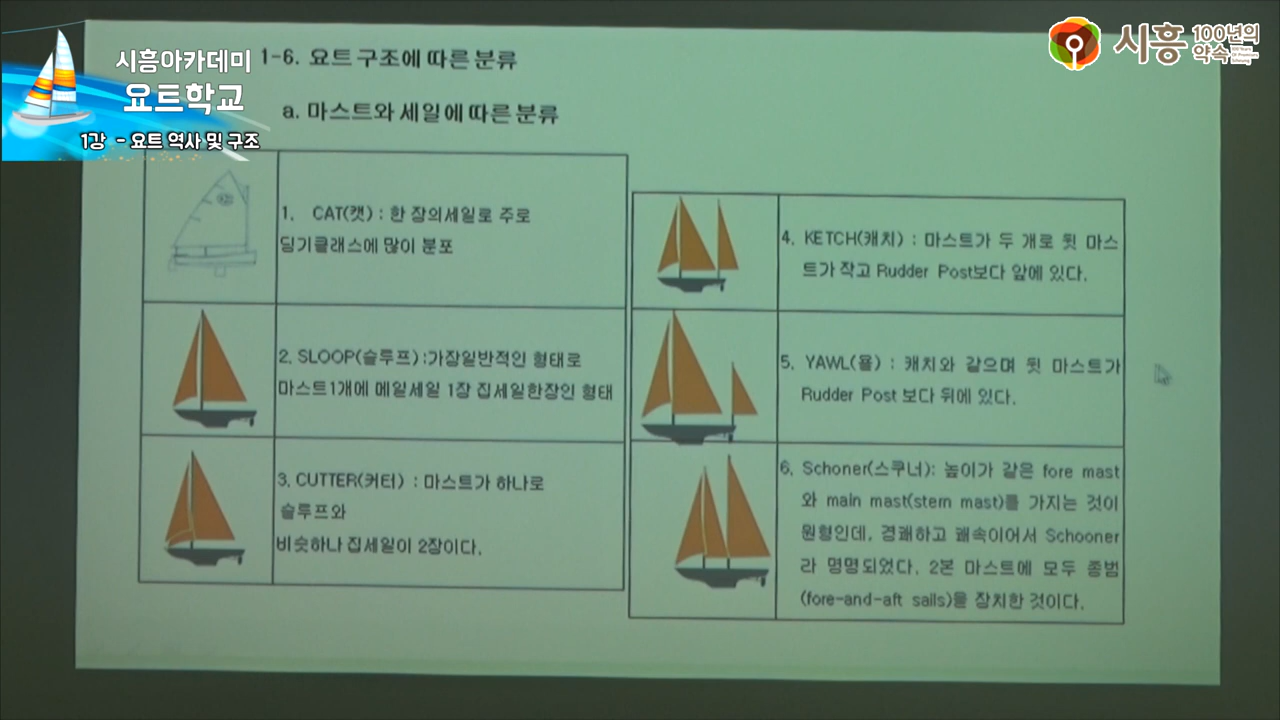 시흥아카데미
요트학교
1강 - 요트 역사 및 구조
시흥 100년의
약속
1-6. 요트 구조에 따른 분류
a. 마스트와 세일에 따른 분류
1. CAT(캣) : 한 장의세일로 주로
딩기클래스에 많이 분포
2. SLOOP(슬루프) :가장일반적인 형태로
마스트1개에 메일세일 1장 집세일한장인 형태
3. CUTTER(커터) : 마스트가 하나로
슬루프와
비슷하나 집세일이 2장이다.
4. KETCH(캐치) : 마스트가 두 개로 뒷 마스
트가 작고 Rudder Post보다 앞에 있다.
5. YAWL(욜) : 캐치와 같으며 뒷 마스트가
Rudder Post 보다 뒤에 있다.
6. Schoner(스쿠너): 높이가 같은 fore mast
와 main mast(stern mast)를 가지는 것이
원형인데, 경쾌하고 쾌속이어서 Schooner
라 명명되었다. 2본 마스트에 모두 종범
(fore-and-aft sails)을 장치한 것이다.